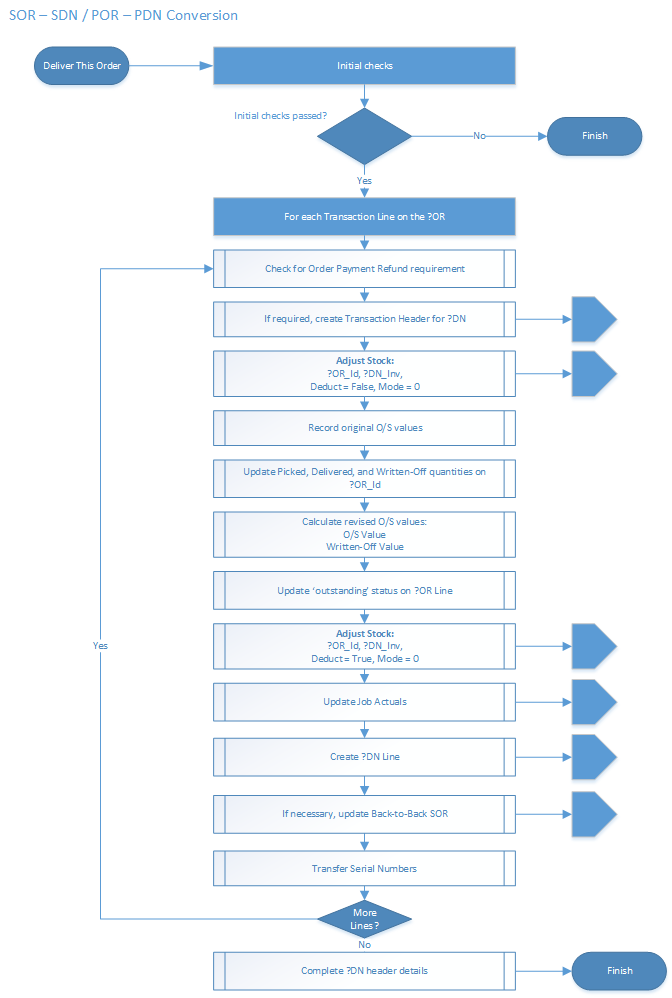 SOR – SDN / POR – PDN Conversion
Deliver This Order
Initial checks
Initial checks passed?
No
Finish
Yes
For each Transaction Line on the ?OR
Check for Order Payment Refund requirement
If required, create Transaction Header for ?DN
Adjust Stock:
?OR_Id, ?DN_Inv,
Deduct = False, Mode = 0
Record original O/S values
Update Picked, Delivered, and Written-Off quantities on
?OR_Id
Calculate revised O/S values:
O/S Value
Written-Off Value
Update ‘outstanding’ status on ?OR Line
Adjust Stock:
?OR_Id, ?DN_Inv,
Deduct = True, Mode = 0
Yes
Update Job Actuals
Create ?DN Line
If necessary, update Back-to-Back SOR
Transfer Serial Numbers
More
Lines ?
No
Complete ?DN header details
Finish